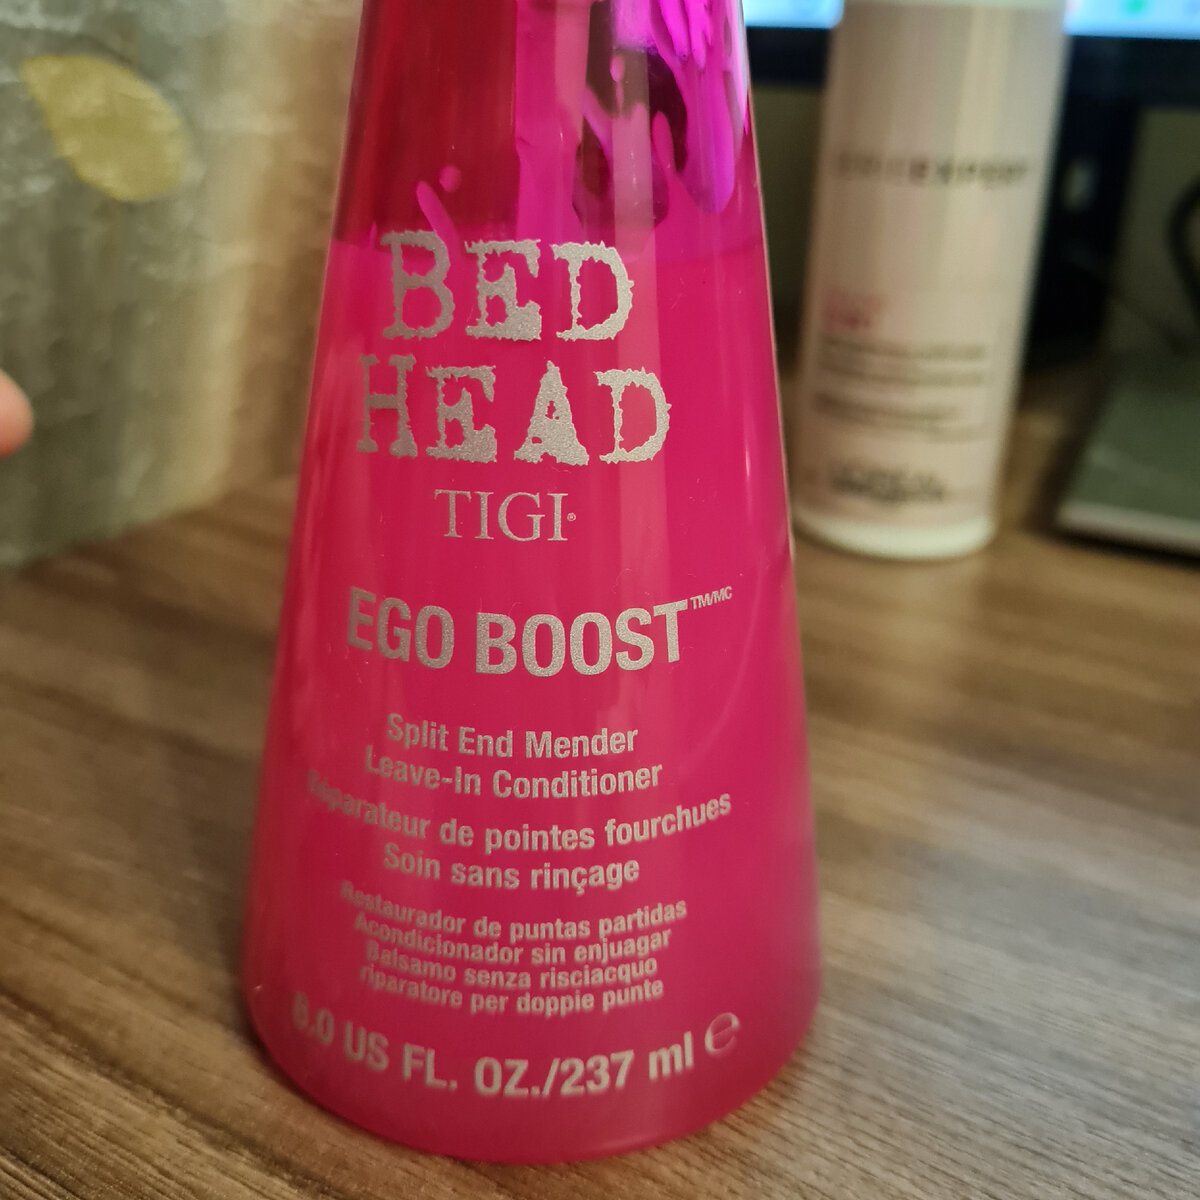 BED
HEAD
TIGI®
EGO BOOST™/MC
Split End Mender
Leave-In Conditioner
Réparateur de pointes fourchues
Soin sans rinçage
Restaurador de puntas partidas
Acondicionador sin enjuagar
Balsamo senza risciacquo
riparatore per doppie punte
8.0 US FL. OZ./237 ml ℮